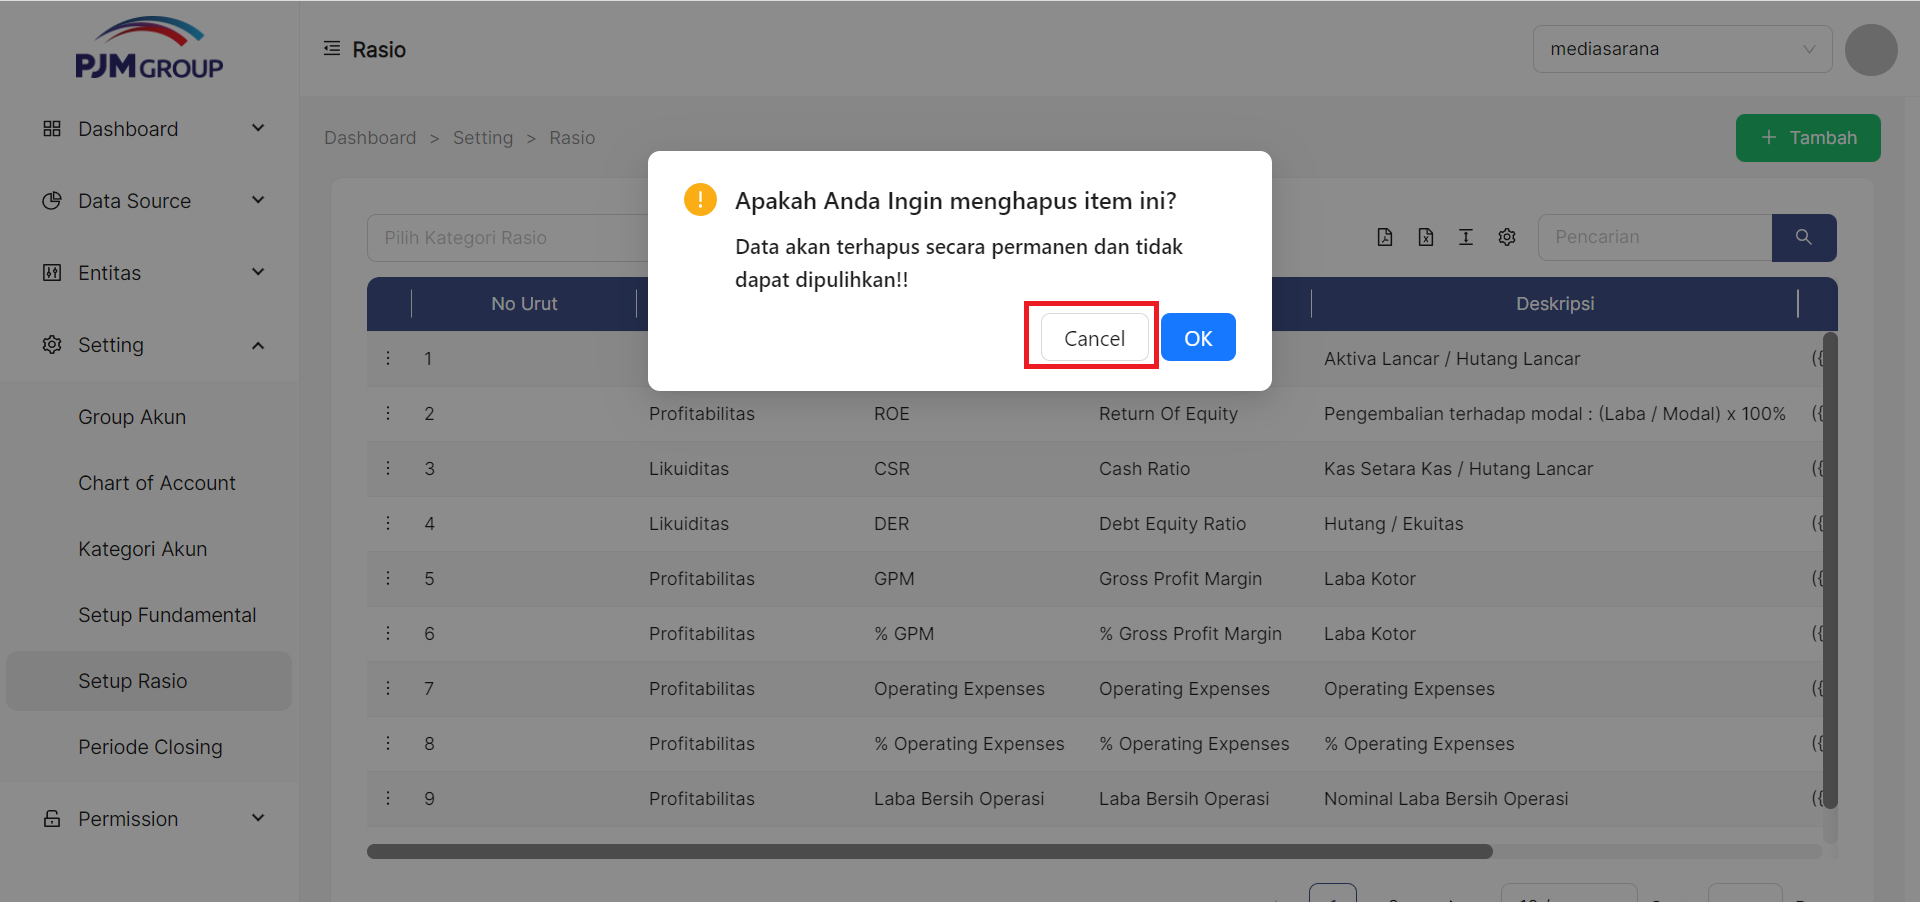 PJM GROUP
Rasio
mediasarana
Dashboard
Dashboard > Setting > Rasio
+ Tambah
Data Source
Entitas
Setting
Group Akun
Chart of Account
Kategori Akun
Setup Fundamental
Setup Rasio
Periode Closing
Permission
Apakah Anda Ingin menghapus item ini?
Data akan terhapus secara permanen dan tidak
dapat dipulihkan!!
Cancel OK
Pilih Kategori Rasio
Pencarian
No Urut Deskripsi
1 Aktiva Lancar / Hutang Lancar ({
2 Profitabilitas ROE Return Of Equity Pengembalian terhadap modal : (Laba / Modal) x 100% ({
3 Likuiditas CSR Cash Ratio Kas Setara Kas / Hutang Lancar ({
4 Likuiditas DER Debt Equity Ratio Hutang / Ekuitas ({
5 Profitabilitas GPM Gross Profit Margin Laba Kotor ({
6 Profitabilitas % GPM % Gross Profit Margin Laba Kotor ({
7 Profitabilitas Operating Expenses Operating Expenses Operating Expenses ({
8 Profitabilitas % Operating Expenses % Operating Expenses % Operating Expenses ({
9 Profitabilitas Laba Bersih Operasi Laba Bersih Operasi Nominal Laba Bersih Operasi ({